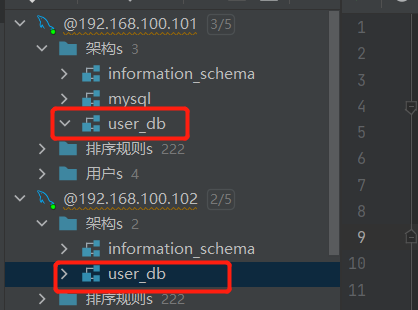 @192.168.100.101 3/5
架构s 3
information_schema
mysql
user_db
排序规则s 222
用户s 4
@192.168.100.102 2/5
架构s 2
information_schema
user_db
排序规则s 222
1
2
3
4
5
6
7
8
9
10
11